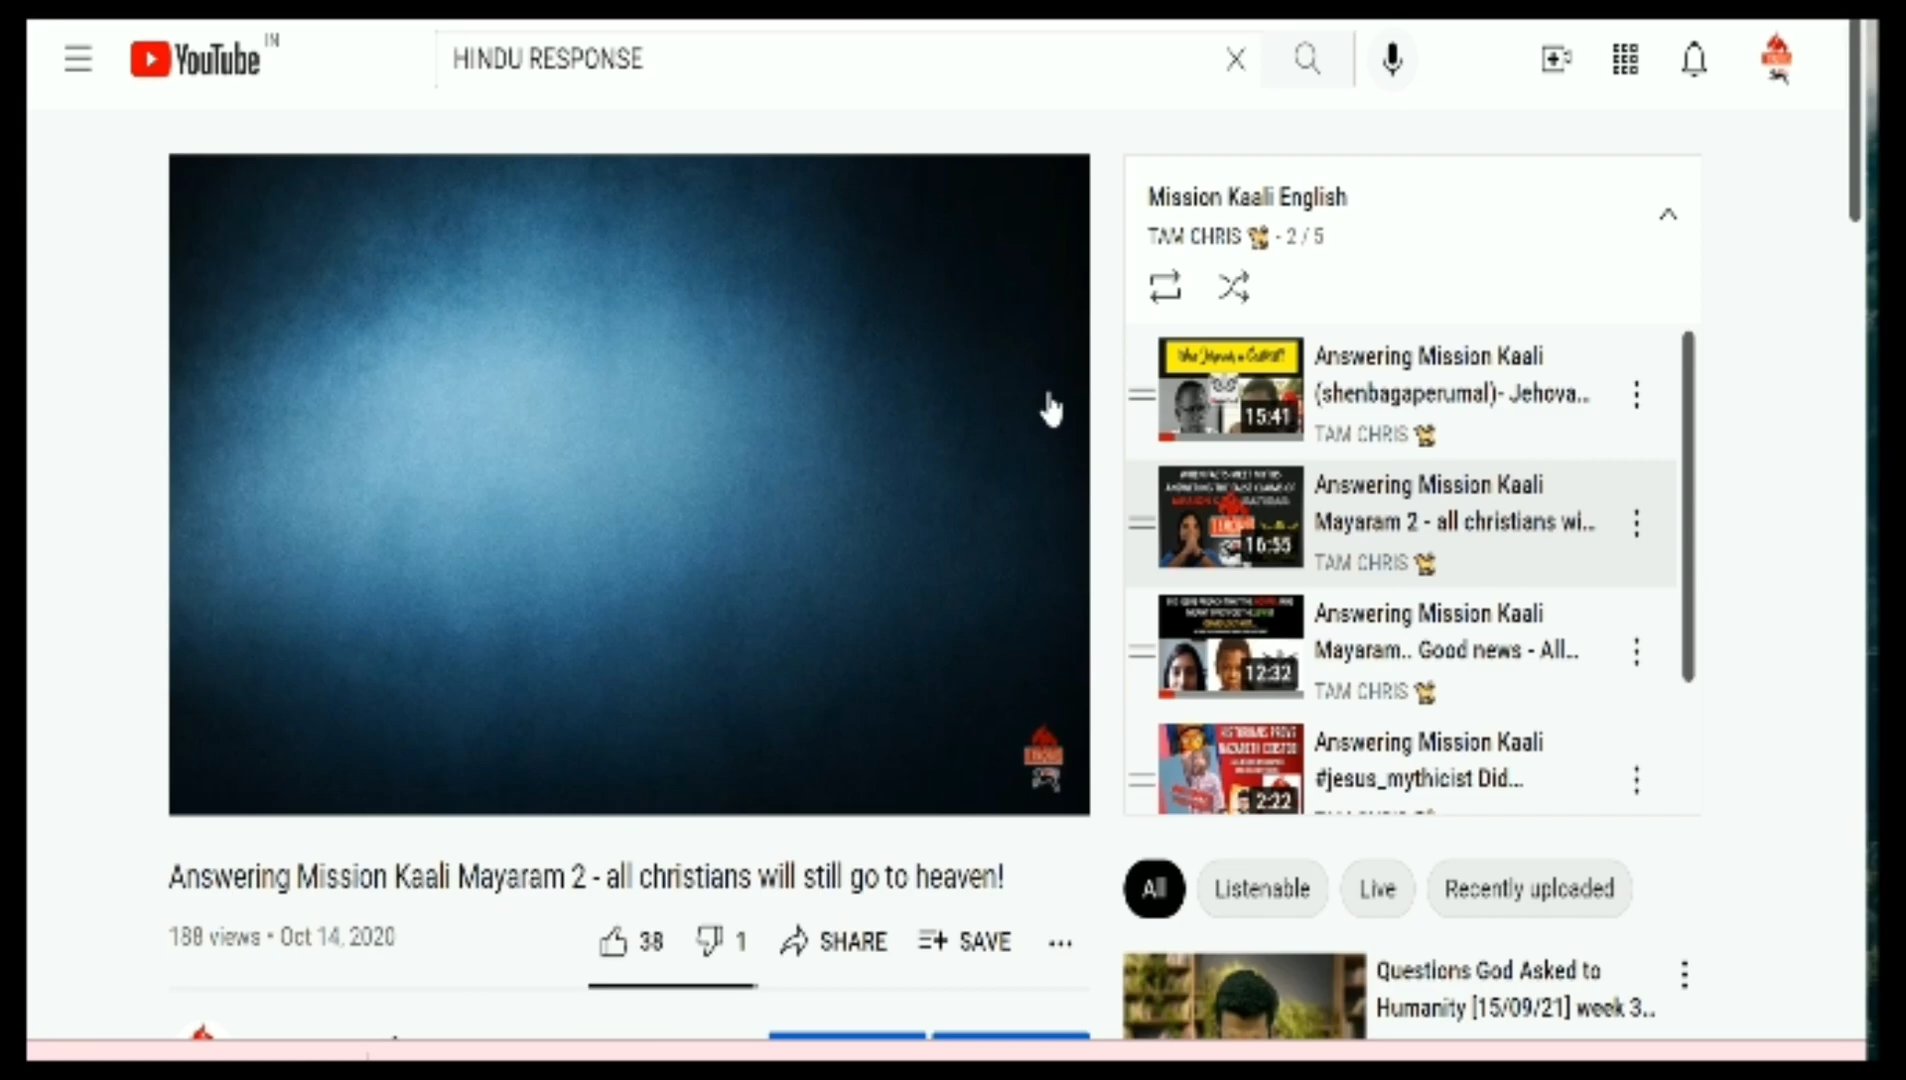 YouTube IN
HINDU RESPONSE
Mission Kaali English
TAM CHRIS - 2 / 5
Answering Mission Kaali
(shenbagaperumal)- Jehova...
TAM CHRIS
15:41
Answering Mission Kaali
Mayaram 2 - all christians wi...
TAM CHRIS
16:55
Answering Mission Kaali
Mayaram.. Good news - All...
TAM CHRIS
12:32
Answering Mission Kaali
#jesus_mythicist Did...
2:22
Answering Mission Kaali Mayaram 2 - all christians will still go to heaven!
188 views • Oct 14, 2020
38
1
SHARE
SAVE
All
Listenable
Live
Recently uploaded
Questions God Asked to
Humanity [15/09/21] week 3...